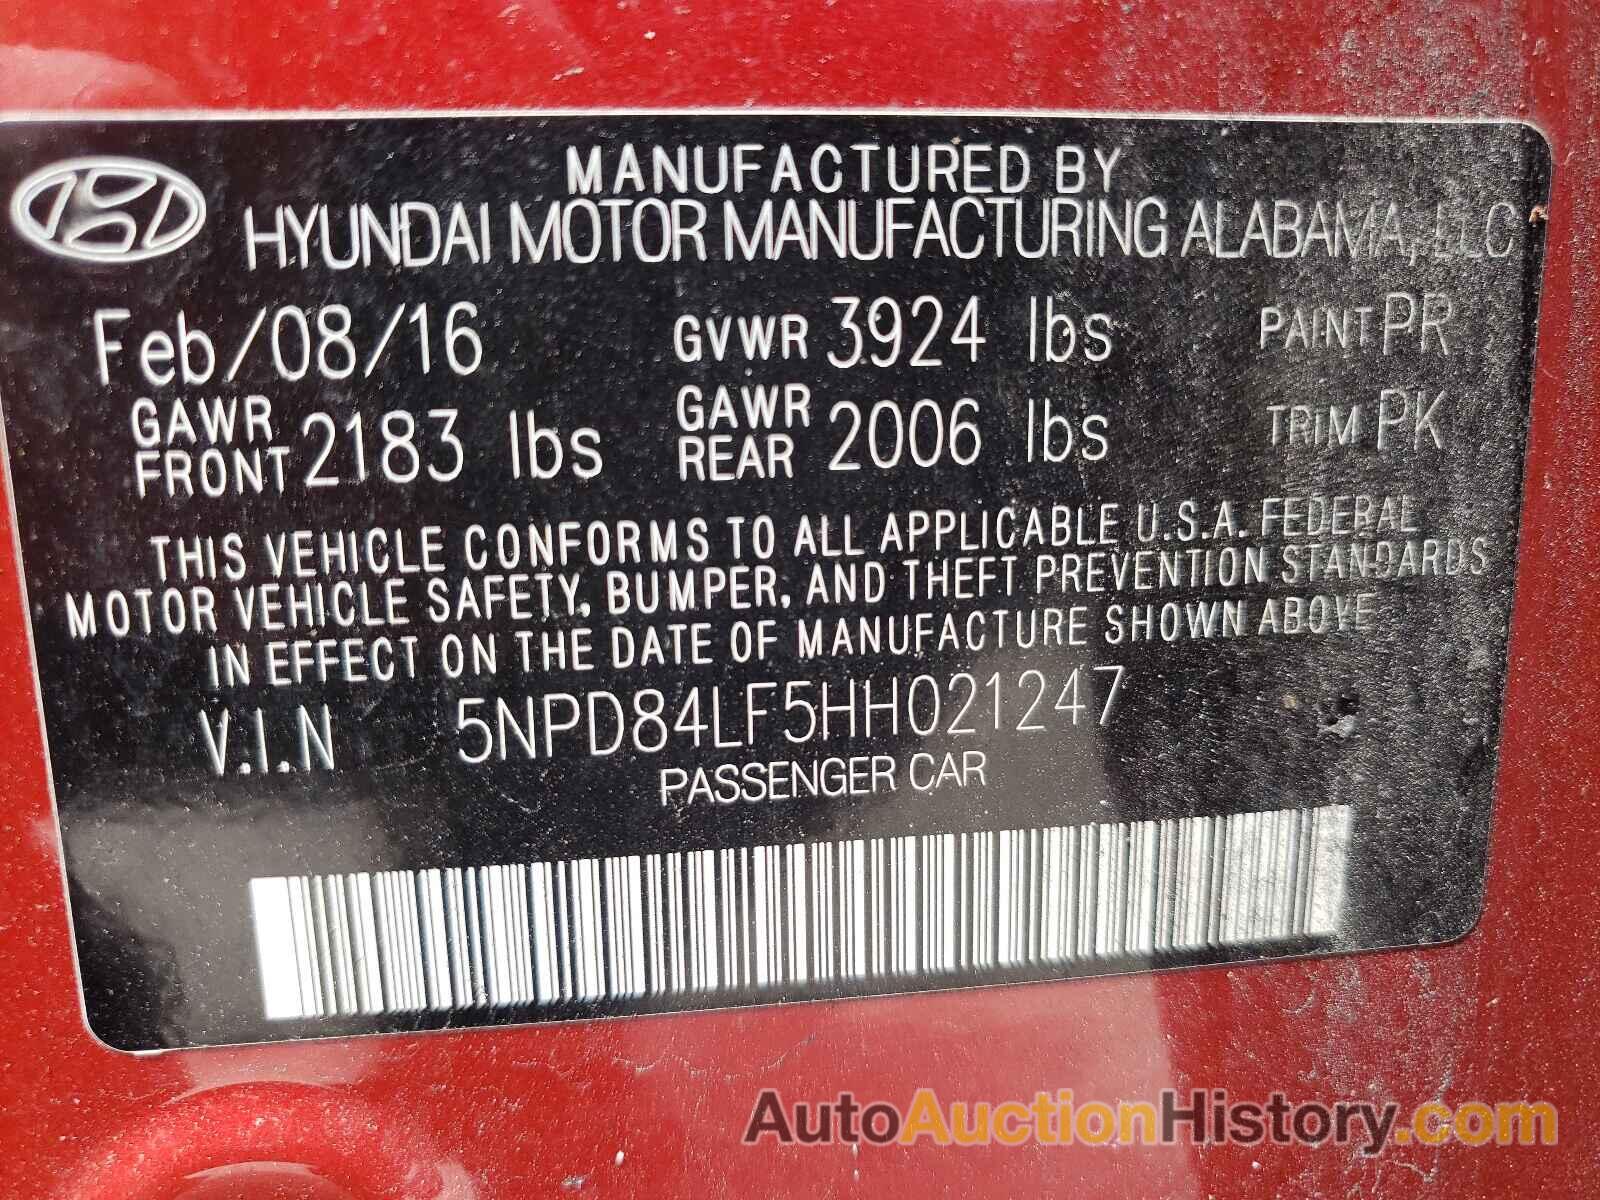 MANUFACTURED BY
HYUNDAI MOTOR MANUFACTURING ALABAMA, LLC
Feb/08/16 GVWR 3924 lbs PAINT PR
GAWR FRONT 2183 lbs GAWR REAR 2006 lbs TRIM PK
THIS VEHICLE CONFORMS TO ALL APPLICABLE U.S.A. FEDERAL
MOTOR VEHICLE SAFETY, BUMPER, AND THEFT PREVENTION STANDARDS
IN EFFECT ON THE DATE OF MANUFACTURE SHOWN ABOVE
V.I.N 5NPD84LF5HH021247
PASSENGER CAR
AutoAuctionHistory.com